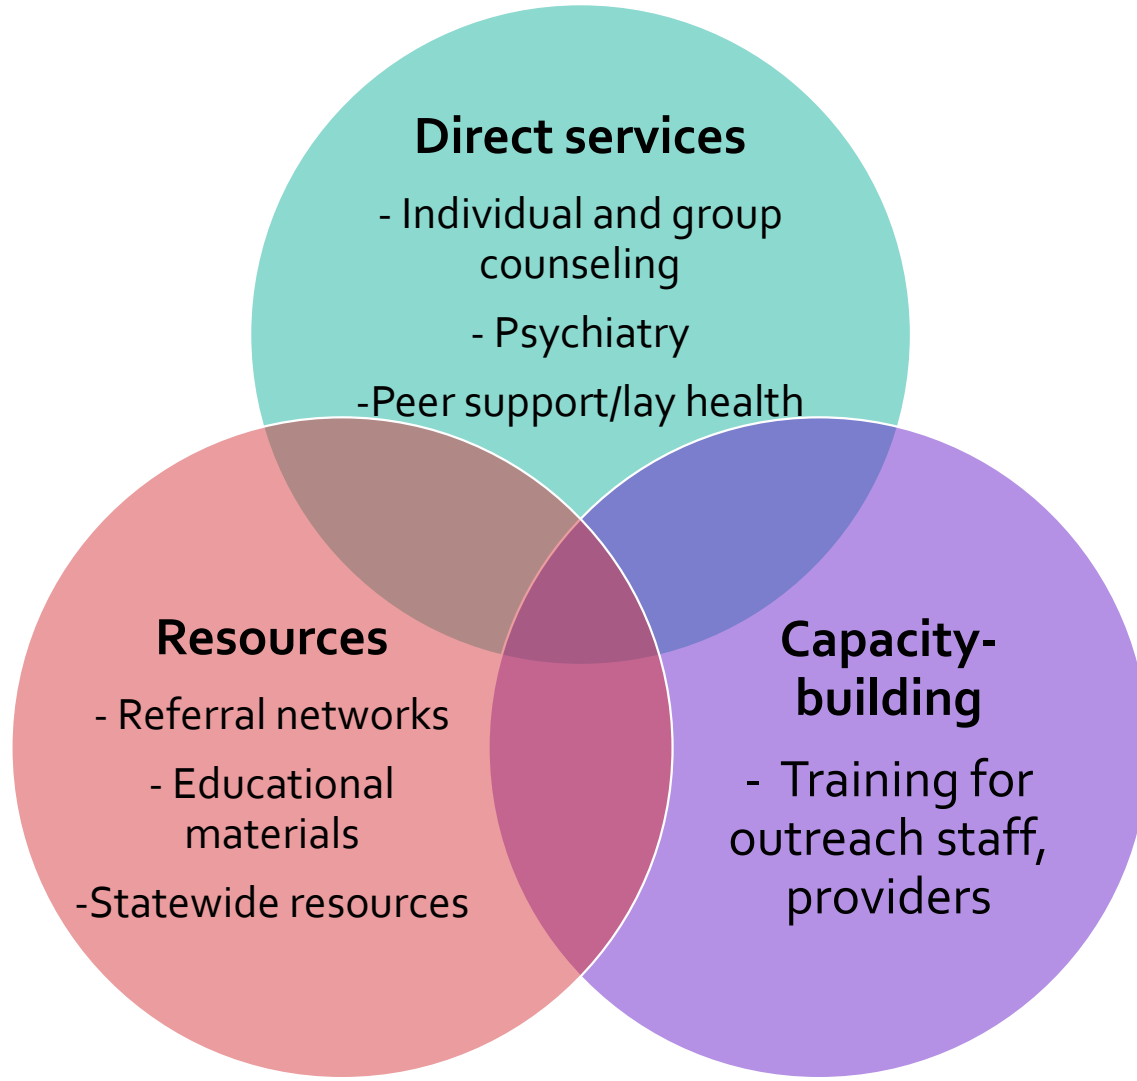 Direct services
- Individual and group
counseling
- Psychiatry
-Peer support/lay health
Resources
- Referral networks
- Educational
materials
-Statewide resources
Capacity-
building
- Training for
outreach staff,
providers